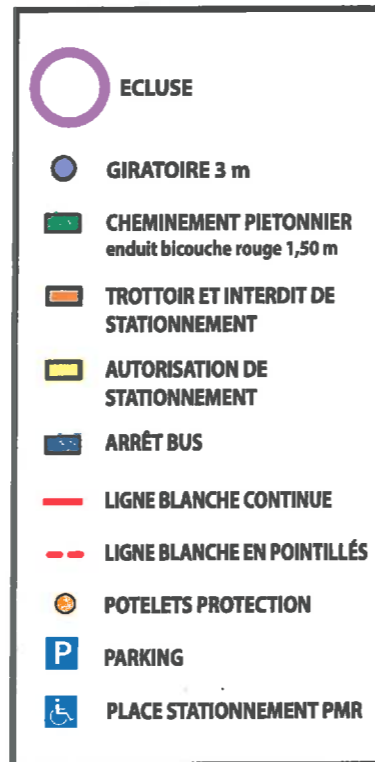 ECLUSE
GIRATOIRE 3 m
CHEMINEMENT PIETONNIER
enduit bicouche rouge 1,50 m
TROTTOIR ET INTERDIT DE
STATIONNEMENT
AUTORISATION DE
STATIONNEMENT
ARRÊT BUS
LIGNE BLANCHE CONTINUE
LIGNE BLANCHE EN POINTILLÉS
POTELETS PROTECTION
P PARKING
PLACE STATIONNEMENT PMR